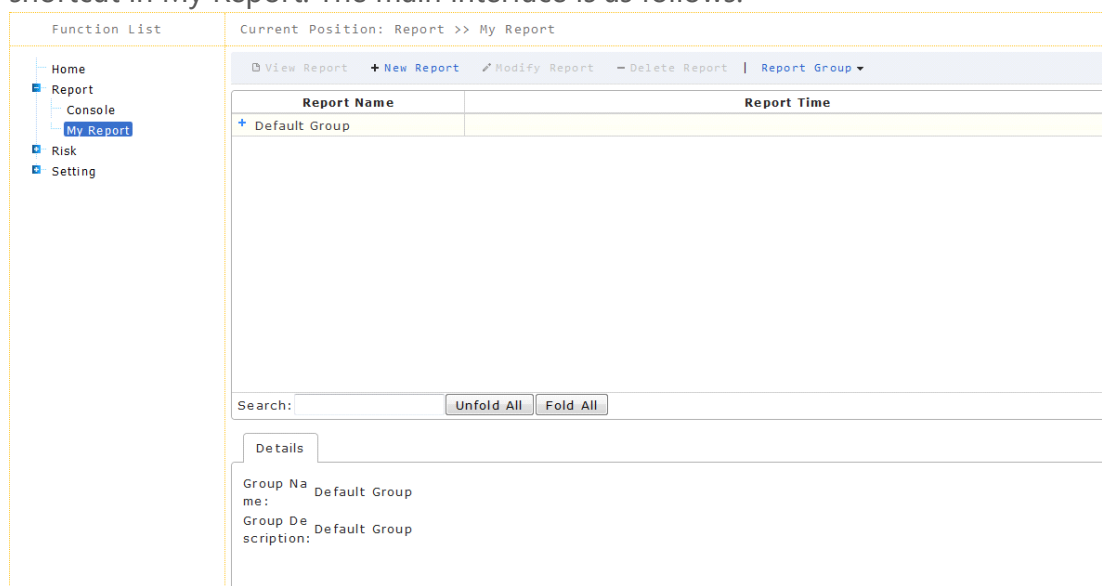 shortcut in My Report. The main interface is as follows:
Function List
Current Position: Report >> My Report
Home
Report
Console
My Report
Risk
Setting
View Report + New Report Modify Report - Delete Report | Report Group
Report Name Report Time
+ Default Group
Search: Unfold All Fold All
Details
Group Na
me: Default Group
Group De
scription: Default Group